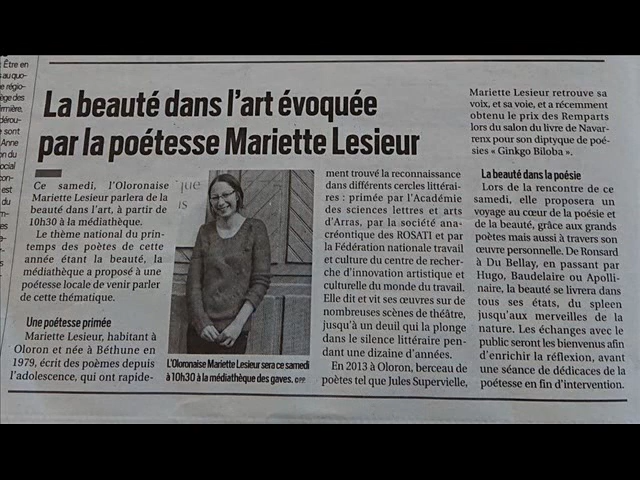 La beauté dans l'art évoquée
par la poétesse Mariette Lesieur
Ce samedi, l'Oloronaise
Mariette Lesieur parlera de la
beauté dans l'art, à partir de
10h30 à la médiathèque.
Le thème national du prin-
temps des poètes de cette
année étant la beauté, la
médiathèque a proposé à une
poétesse locale de venir parler
de cette thématique.
Une poétesse primée
Mariette Lesieur, habitant à
Oloron et née à Béthune en
1979, écrit des poèmes depuis
l'adolescence, qui ont rapide-
L'Oloronaise Mariette Lesieur sera ce samedi
à 10h30 à la médiathèque des gaves. ©PP
ment trouvé la reconnaissance
dans différents cercles littérai-
res : primée par l'Académie
des sciences lettres et arts
d'Arras, par la société ana-
créontique des ROSATI et par
la Fédération nationale travail
et culture du centre de recher-
che d'innovation artistique et
culturelle du monde du travail.
Elle dit et vit ses œuvres sur de
nombreuses scènes de théâtre,
jusqu'à un deuil qui la plonge
dans le silence littéraire pen-
dant une dizaine d'années.
En 2013 à Oloron, berceau de
poètes tel que Jules Supervielle,
Mariette Lesieur retrouve sa
voix, et sa voie, et a récemment
obtenu le prix des Remparts
lors du salon du livre de Navar-
renx pour son diptyque de poé-
sies « Ginkgo Biloba ».
La beauté dans la poésie
Lors de la rencontre de ce
samedi, elle proposera un
voyage au cœur de la poésie et
de la beauté, grâce aux grands
poètes mais aussi à travers son
œuvre personnelle. De Ronsard
à Du Bellay, en passant par
Hugo, Baudelaire ou Apolli-
naire, la beauté se livrera dans
tous ses états, du spleen
jusqu'aux merveilles de la
nature. Les échanges avec le
public seront les bienvenus afin
d'enrichir la réflexion, avant
une séance de dédicaces de la
poétesse en fin d'intervention.